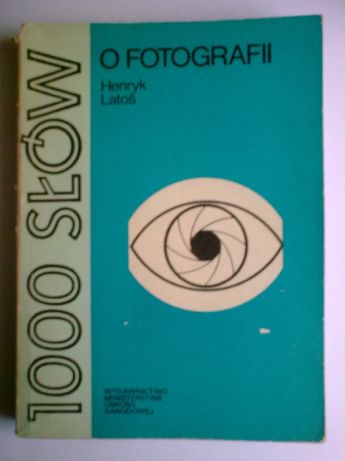 1000 SŁÓW
O FOTOGRAFII
Henryk
Latoś
WYDAWNICTWO
MINISTERSTWA
OBRONY
NARODOWEJ